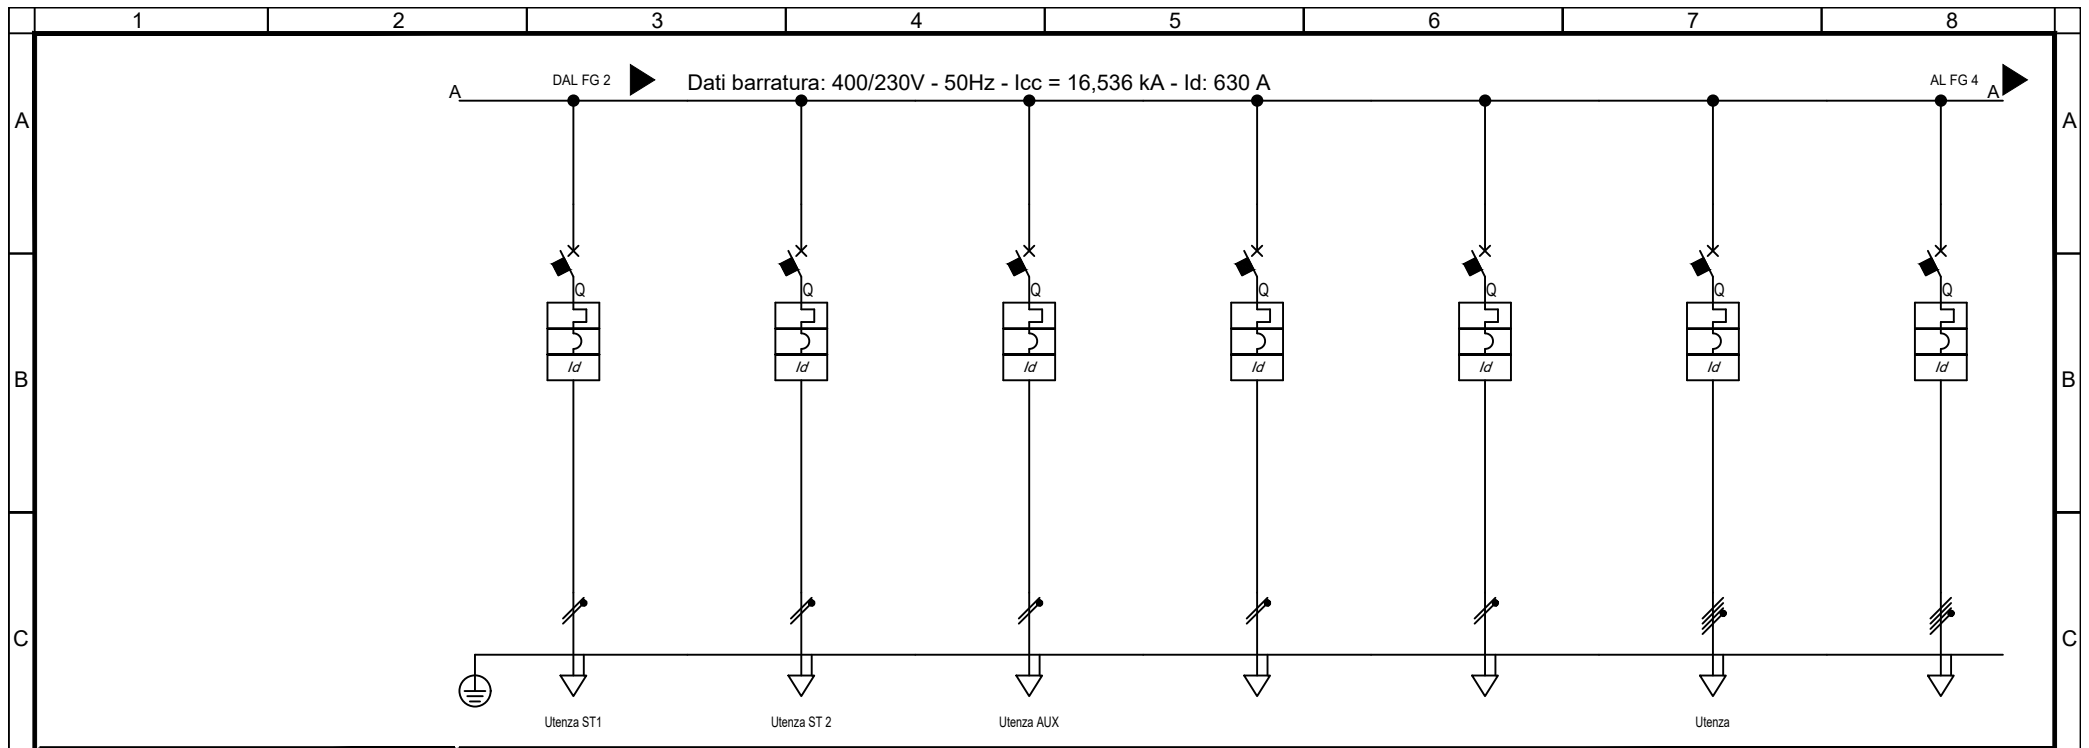 1 2 3 4 5 6 7 8
DAL FG 2 Dati barratura: 400/230V - 50Hz - Icc = 16,536 kA - Id: 630 A AL FG 4
A A
A A
Q Q Q Q Q Q Q
Id Id Id Id Id Id Id
B B
C C
Utenza ST1 Utenza ST 2 Utenza AUX Utenza